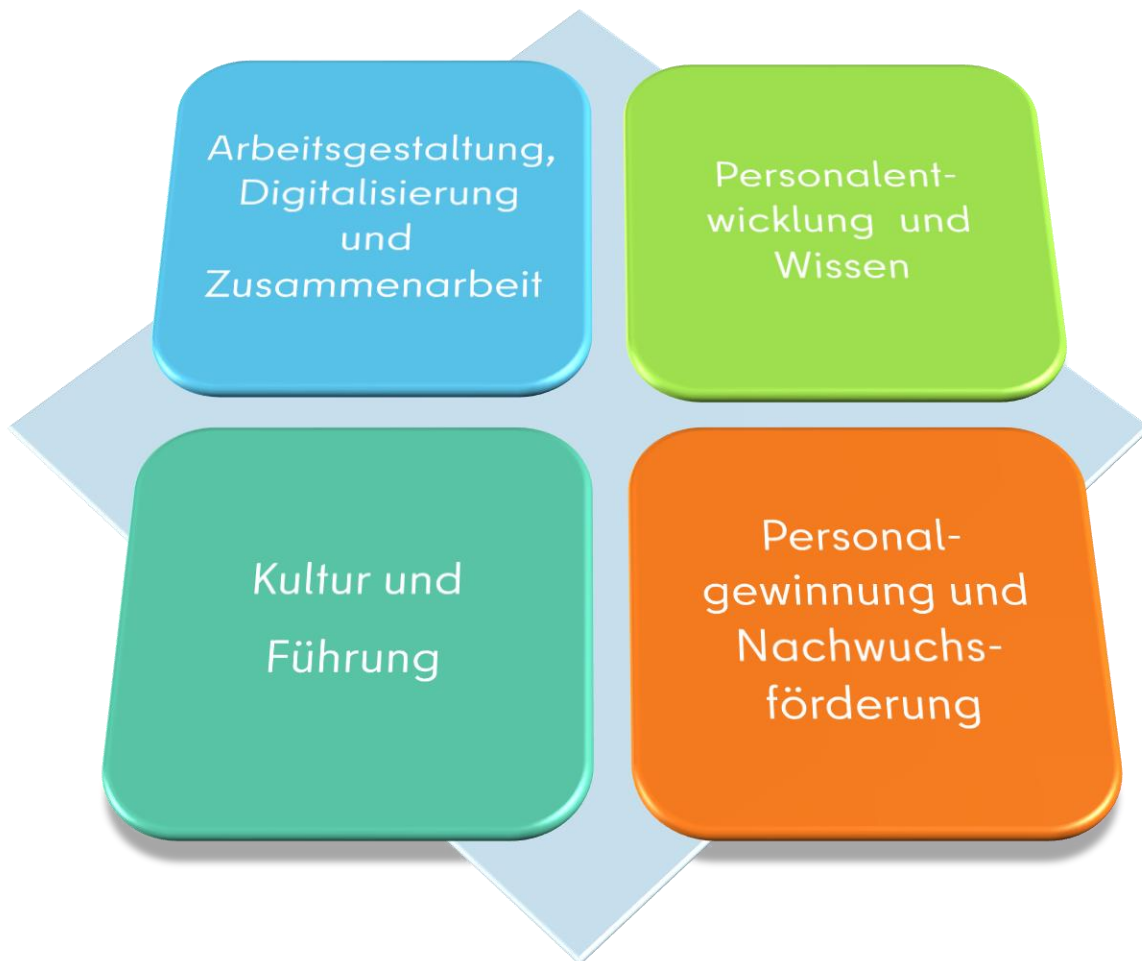 Arbeitsgestaltung,
Digitalisierung
und
Zusammenarbeit
Personalent-
wicklung und
Wissen
Kultur und
Führung
Personal-
gewinnung und
Nachwuchs-
förderung